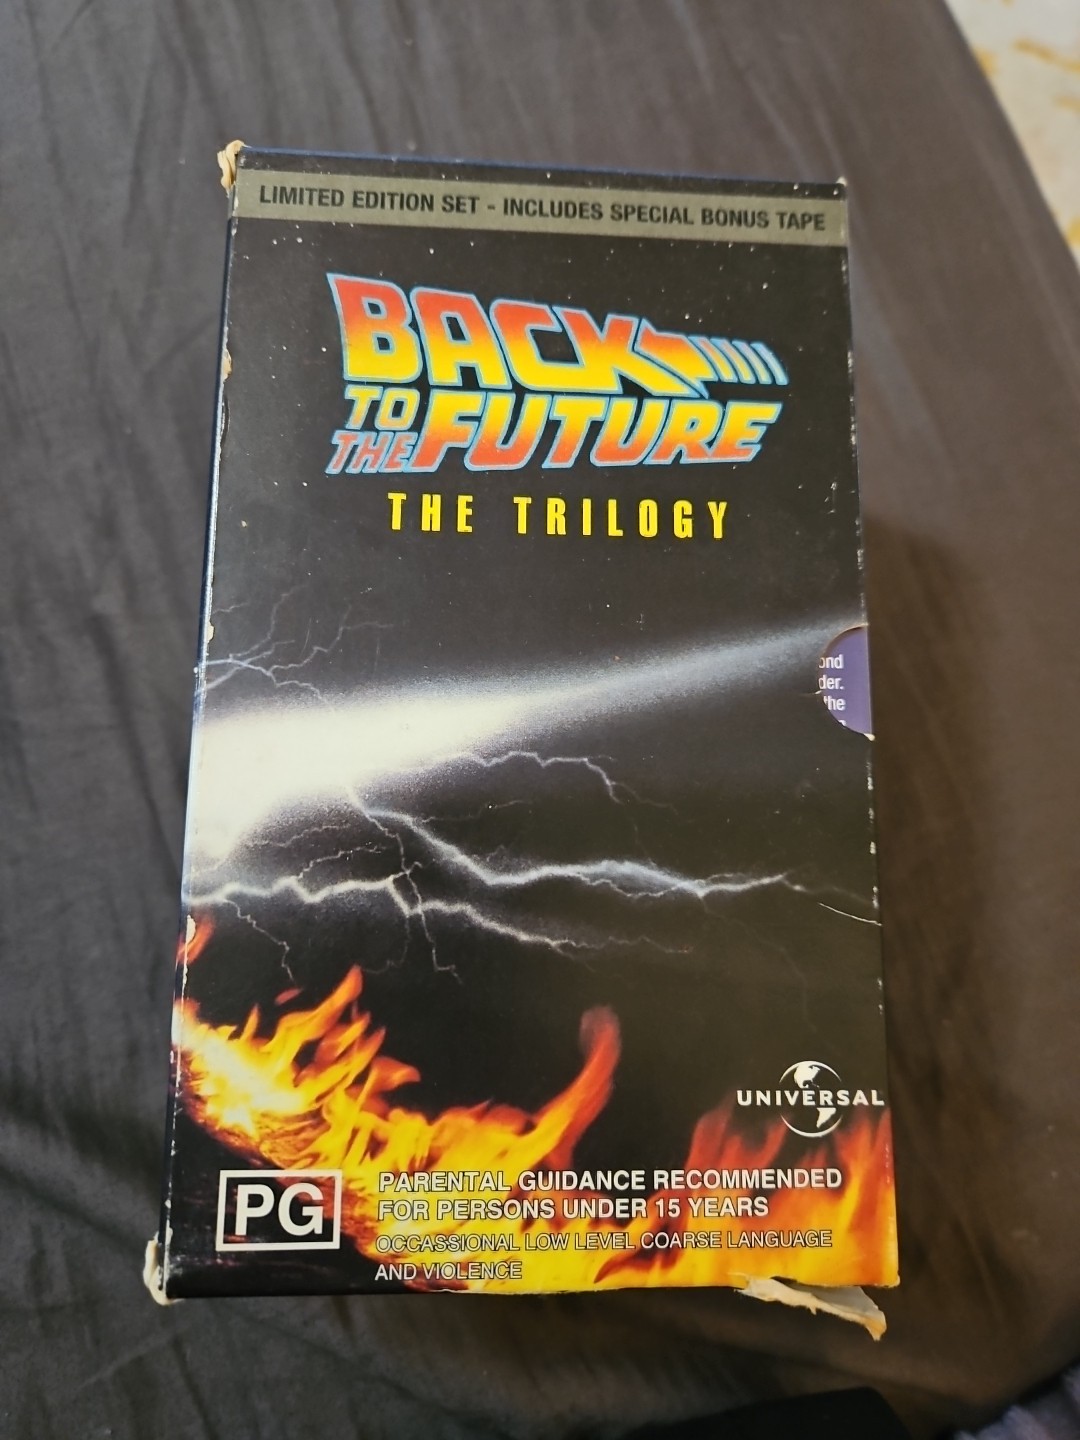 LIMITED EDITION SET - INCLUDES SPECIAL BONUS TAPE
BACK
TO
THE FUTURE
THE TRILOGY
der.
UNIVERSAL
PG
PARENTAL GUIDANCE RECOMMENDED
FOR PERSONS UNDER 15 YEARS
OCCASSIONAL LOW LEVEL COARSE LANGUAGE
AND VIOLENCE